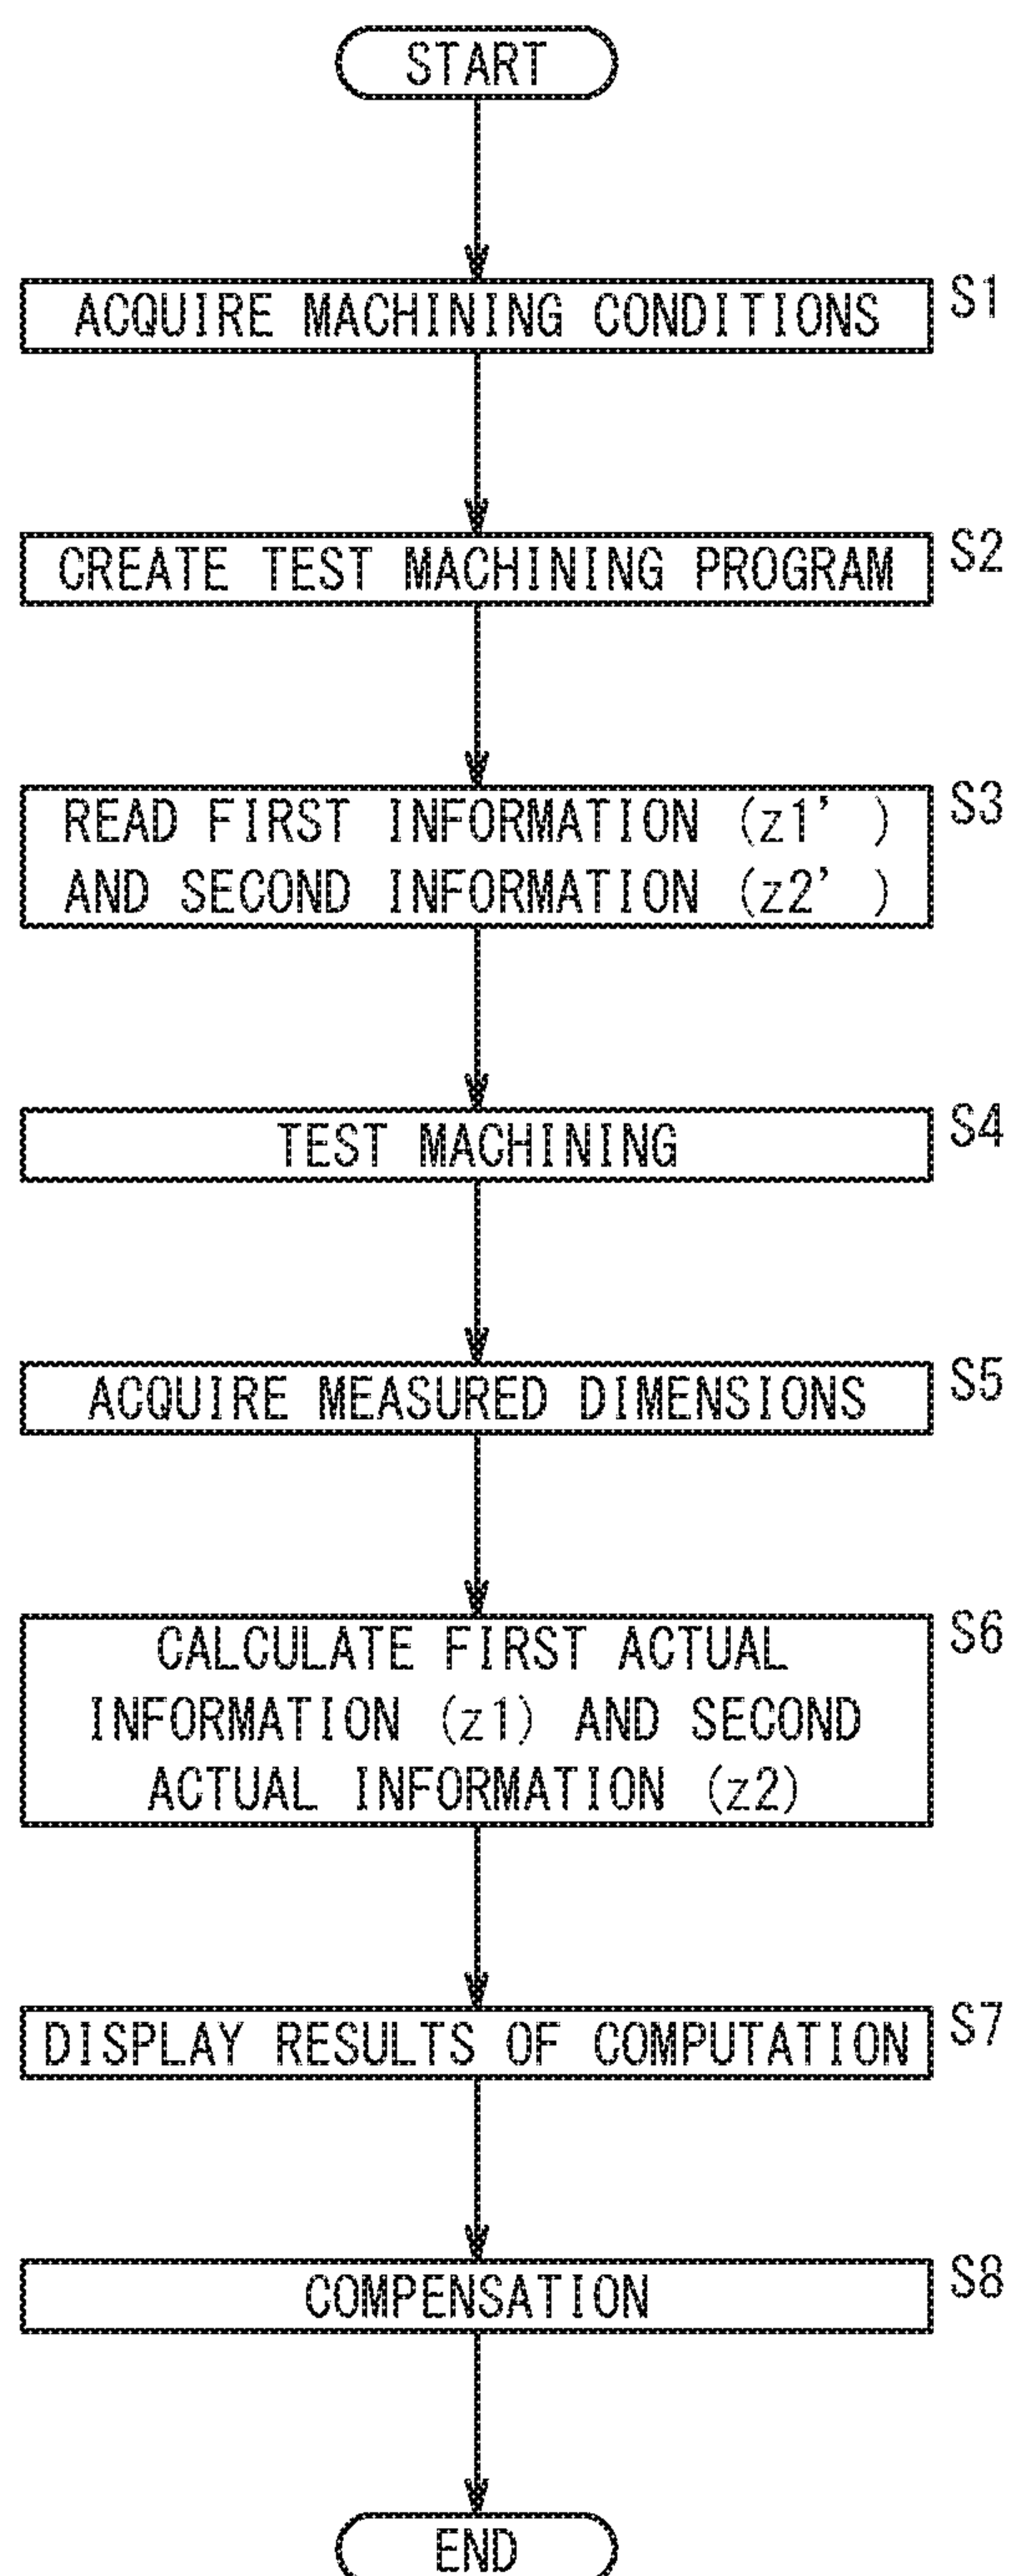 START
ACQUIRE MACHINING CONDITIONS S1
CREATE TEST MACHINING PROGRAM S2
READ FIRST INFORMATION (z1’ ) S3
AND SECOND INFORMATION (z2’ )
TEST MACHINING S4
ACQUIRE MEASURED DIMENSIONS S5
CALCULATE FIRST ACTUAL S6
INFORMATION (z1) AND SECOND
ACTUAL INFORMATION (z2)
DISPLAY RESULTS OF COMPUTATION S7
COMPENSATION S8
END